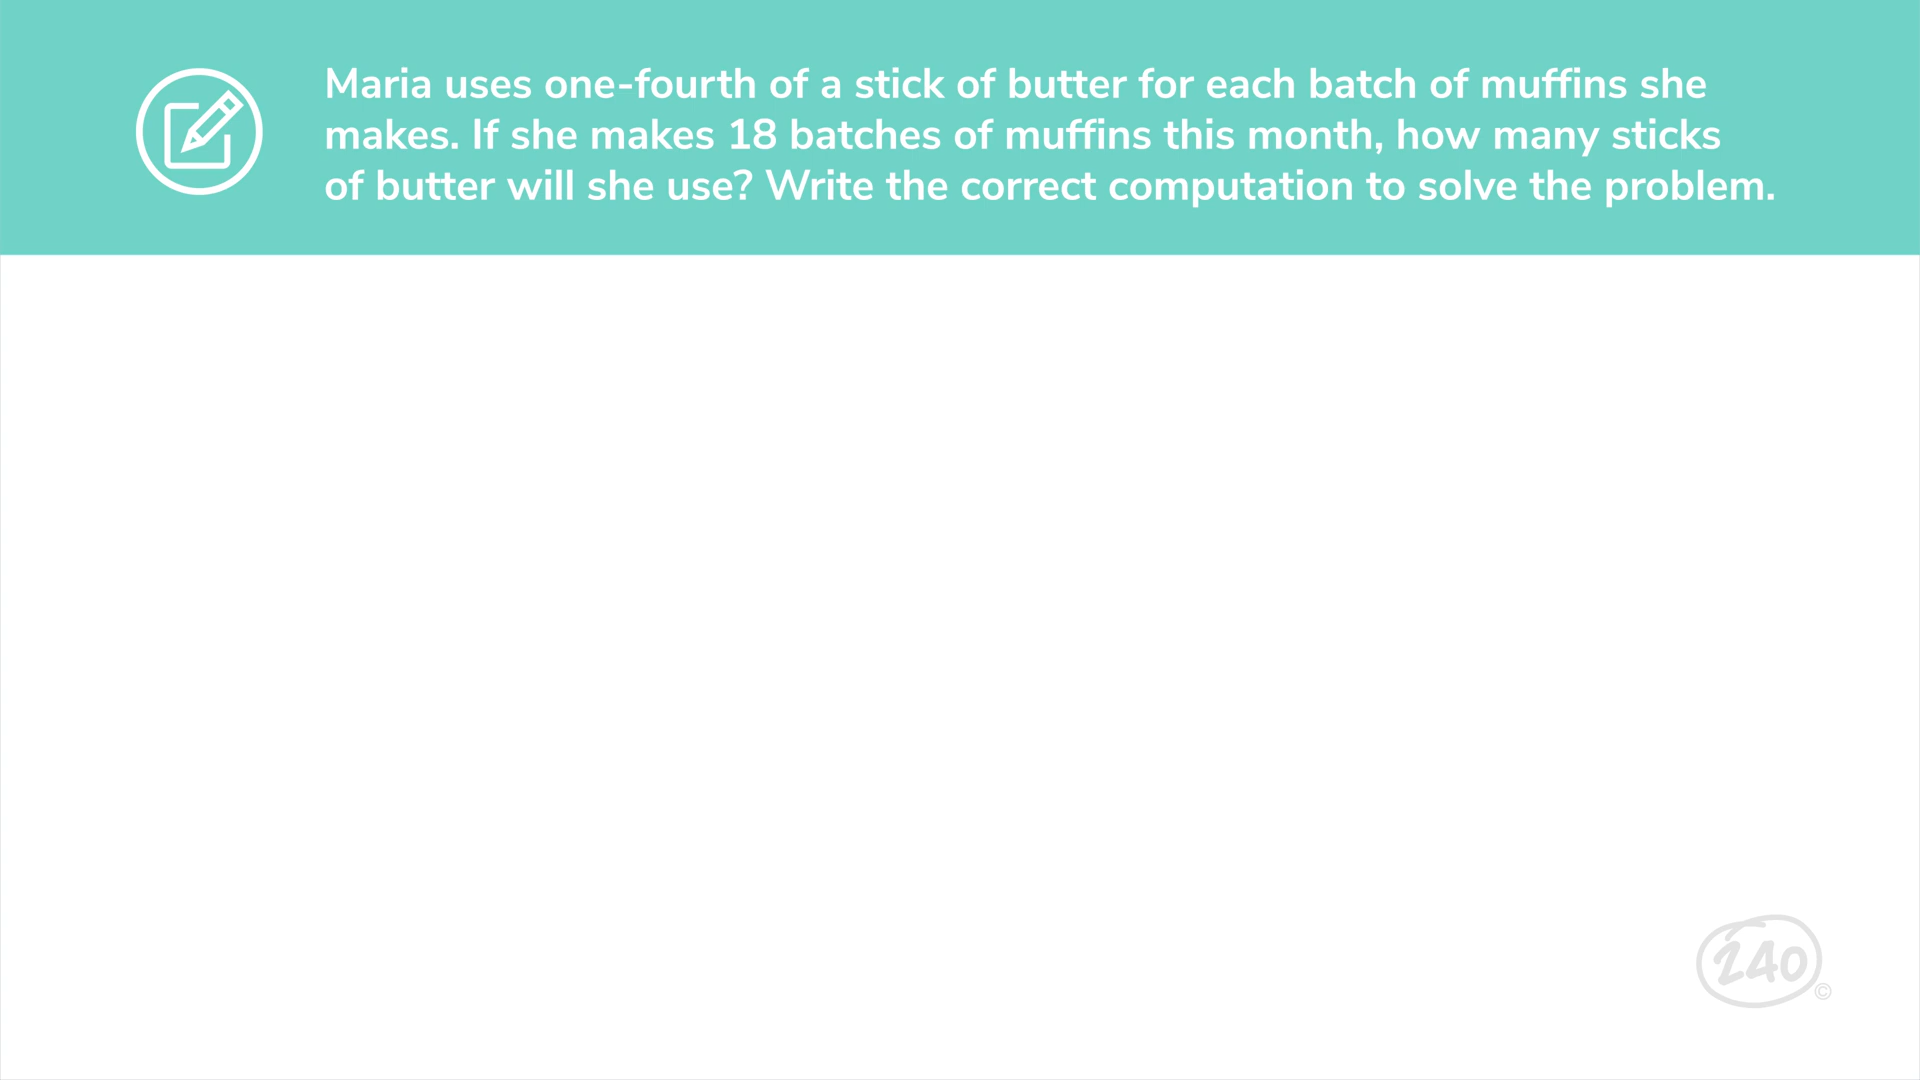 Maria uses one-fourth of a stick of butter for each batch of muffins she
makes. If she makes 18 batches of muffins this month, how many sticks
of butter will she use? Write the correct computation to solve the problem.
240
©